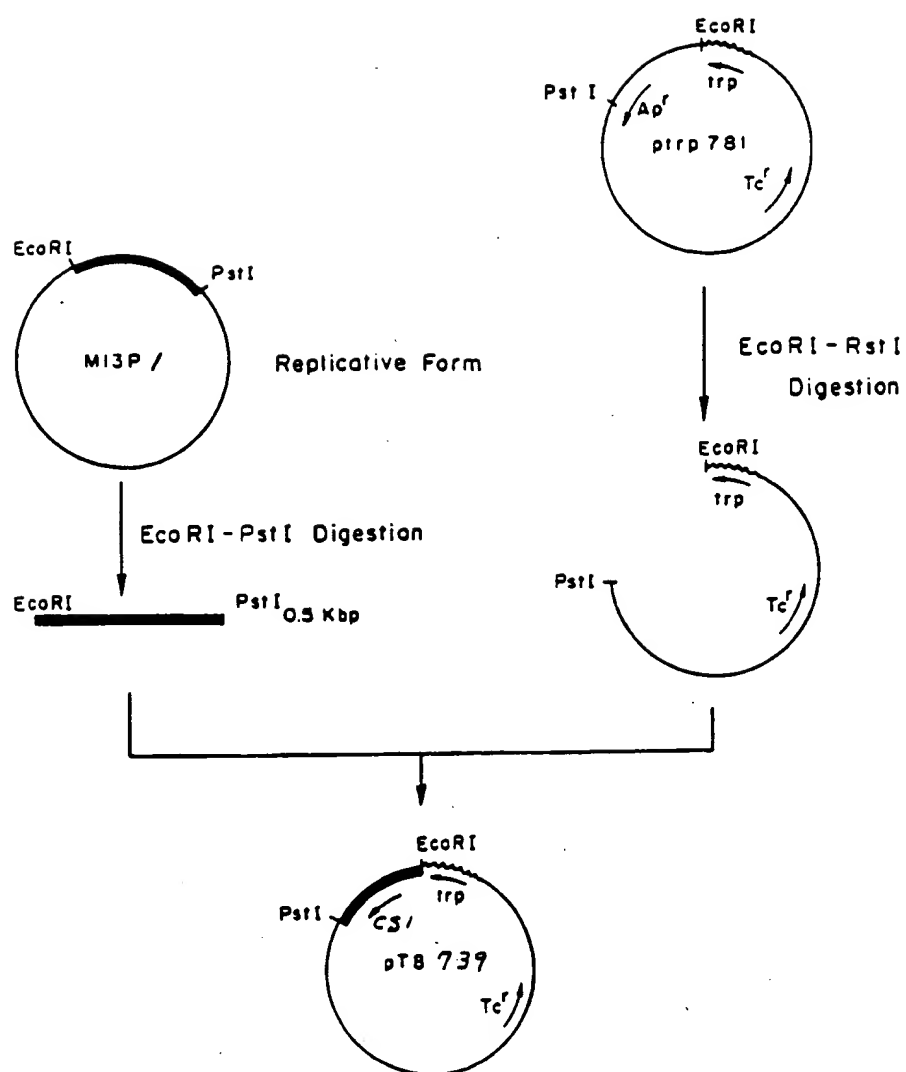 EcoRI
trp
Pst I
Apʳ
ptrp 781
Tcʳ
EcoRI
PstI
M13P /
Replicative Form
EcoRI-RstI
Digestion
EcoRI
trp
EcoRI-PstI Digestion
PstI
Tcʳ
EcoRI
PstI
0.5 Kbp
EcoRI
trp
PstI
CS/
pT8 739
Tcʳ